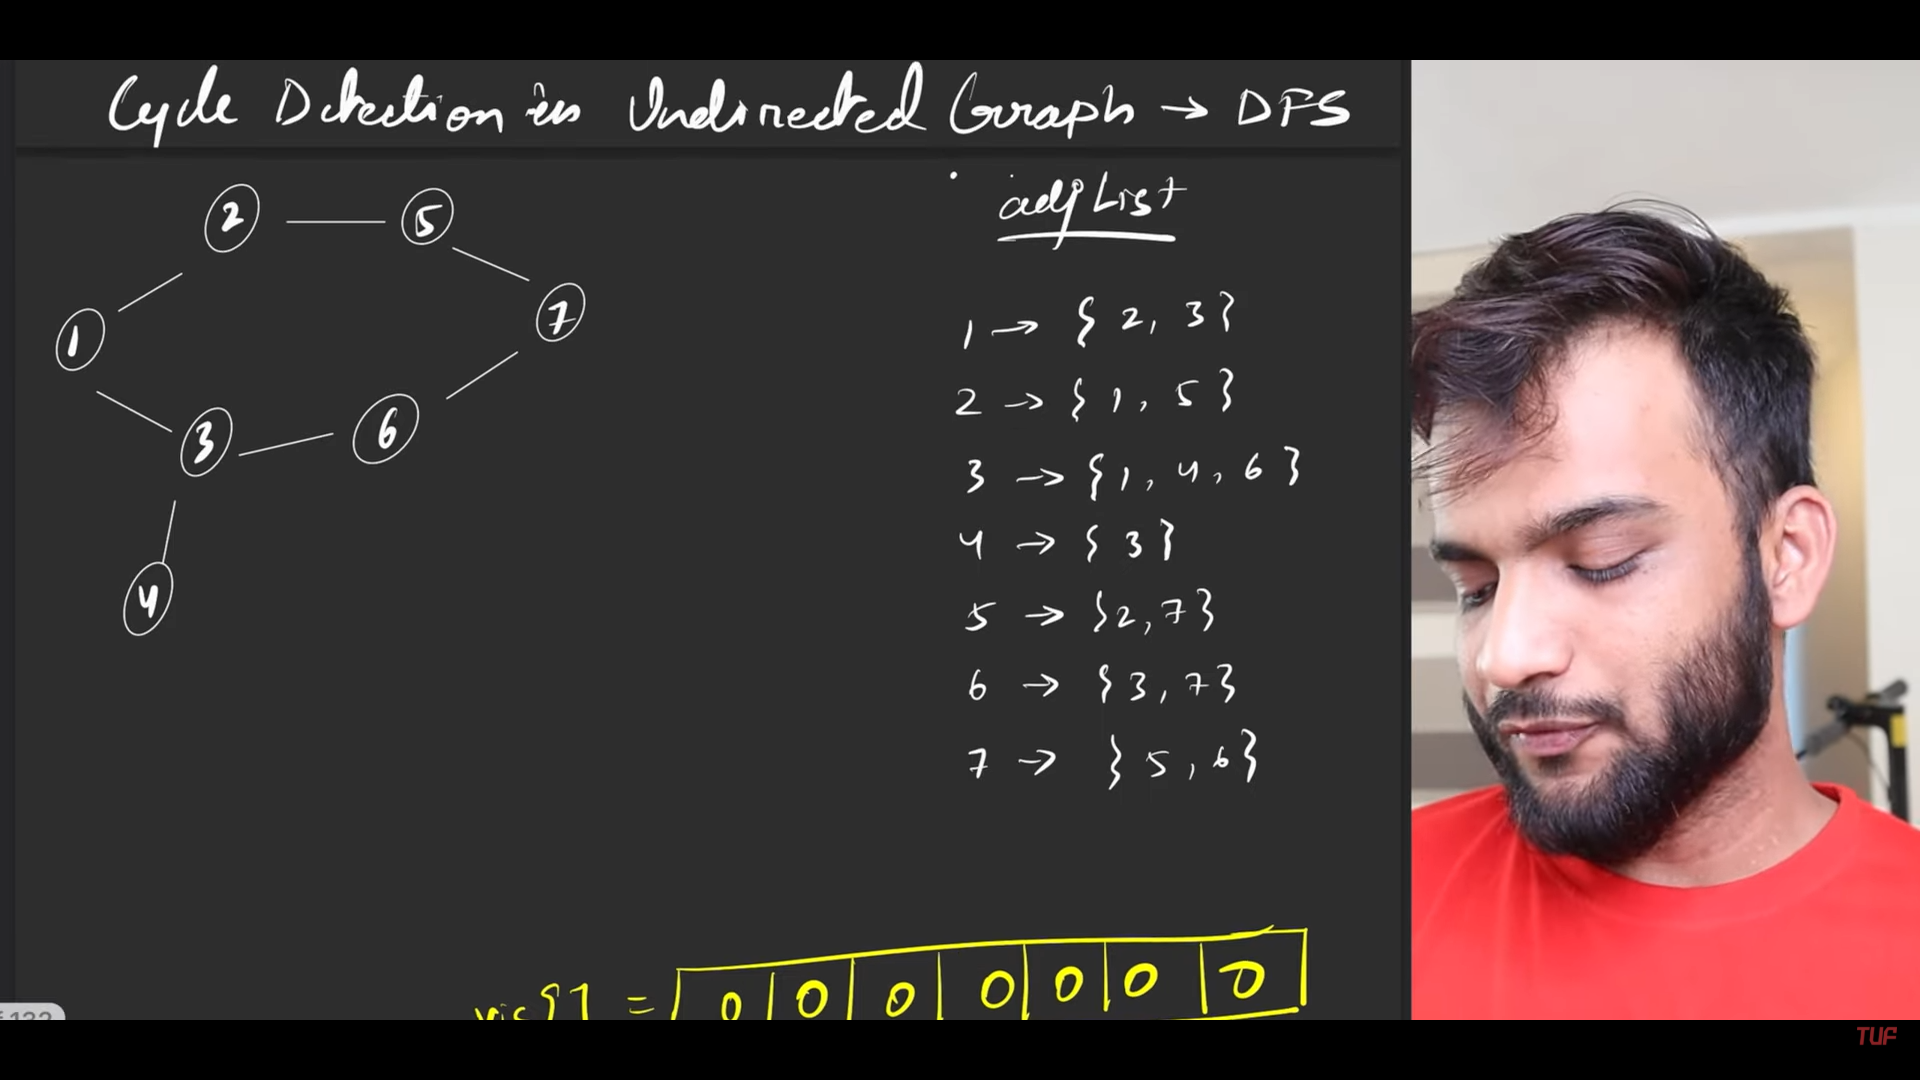 Cycle Detection in Undirected Graph → DFS
adj List
2 5
1 7
3 6
4
1 → { 2, 3 }
2 → { 1, 5 }
3 → { 1, 4, 6 }
4 → { 3 }
5 → { 2, 7 }
6 → { 3, 7 }
7 → } 5, 6 }
vis[] = 0 0 0 0 0 0 0
TUF